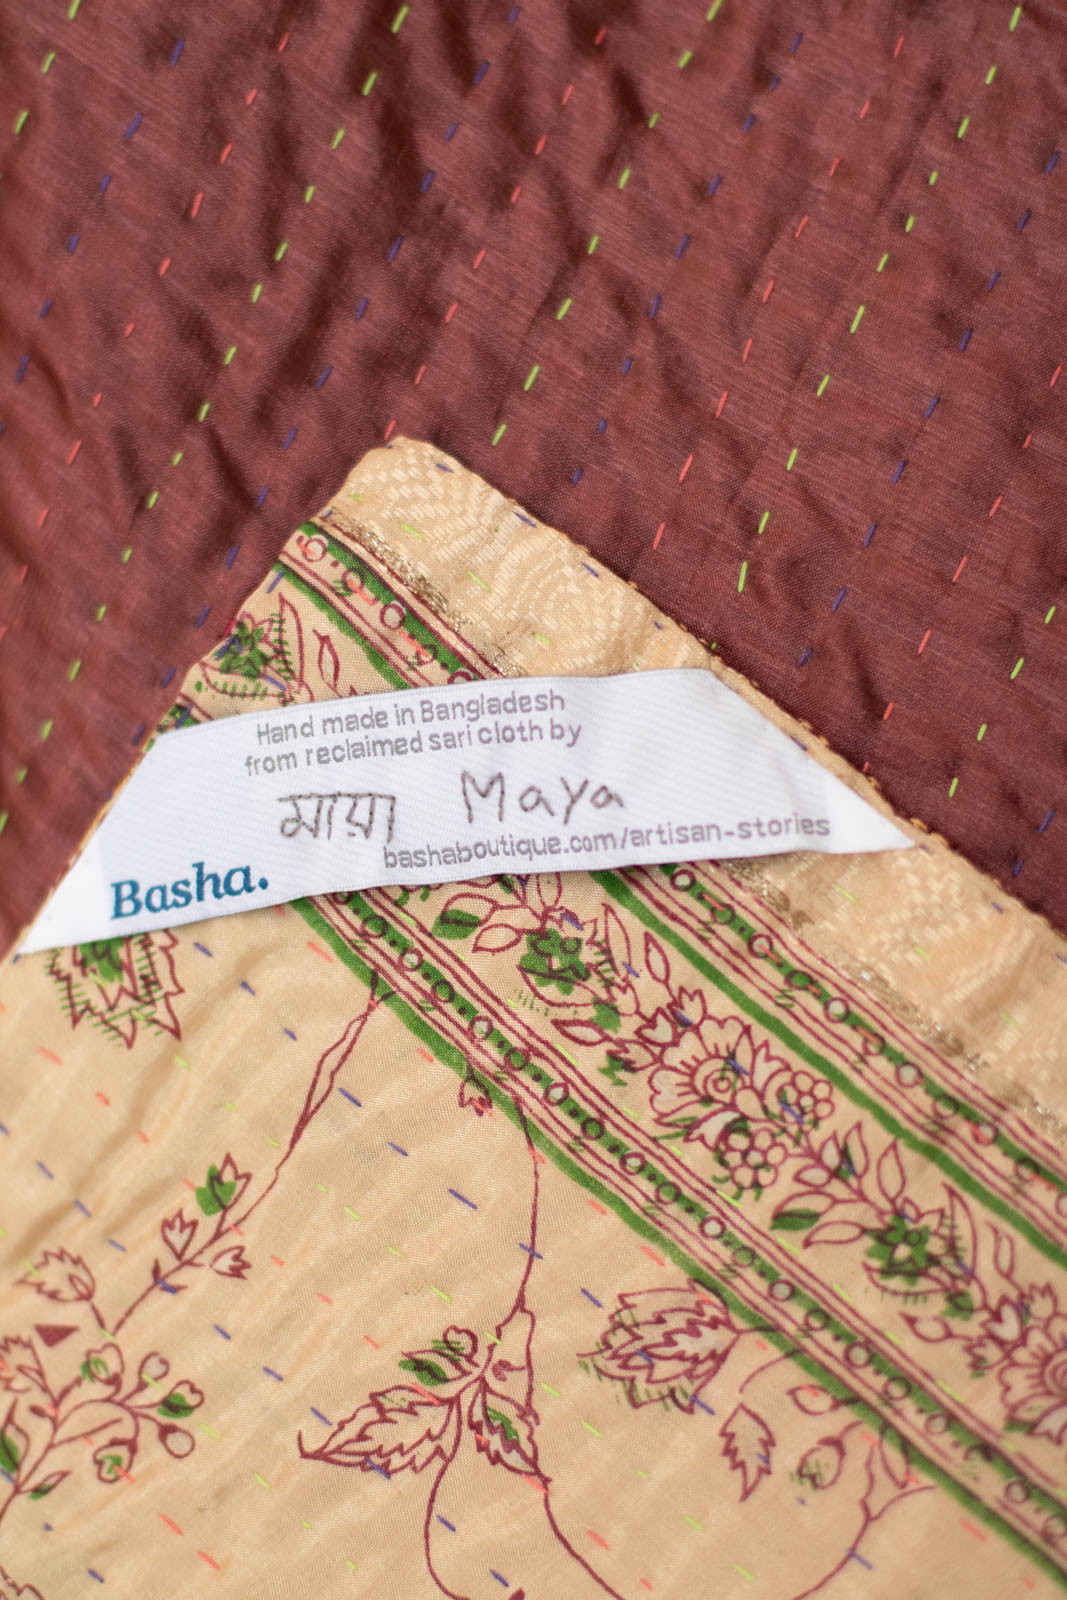 Hand made in Bangladesh
from reclaimed sari cloth by
মায়া Maya
bashaboutique.com/artisan-stories
Basha.